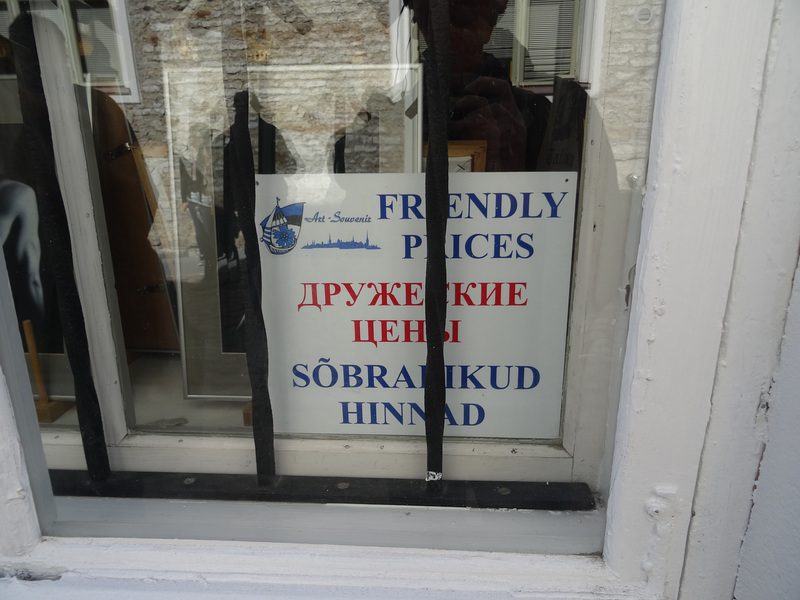 Art-Souvenir
FRIENDLY
PRICES
ДРУЖЕСКИЕ
ЦЕНЫ
SÕBRALIKUD
HINNAD